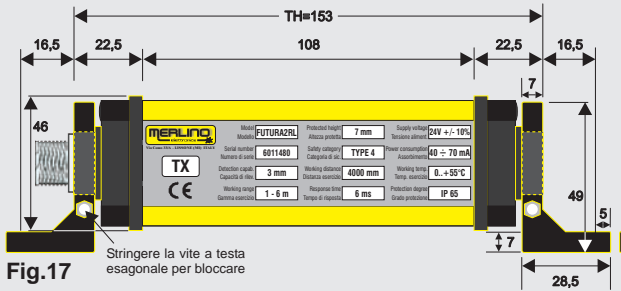 TH=153
16,5 22,5 108 22,5 16,5
7
46
MERLINO
elettronica
TX
CE
Model
Modello
FUTURA2RL
Protected height
Altezza protetta
7 mm
Supply voltage
Tensione aliment.
24V +/- 10%
Serial number
Numero di serie
6011480
Safety category
Categoria di sic.
TYPE 4
Power consumption
Assorbimento
40 ÷ 70 mA
Detection capab.
Capacità di rilev.
3 mm
Working distance
Distanza esercizio
4000 mm
Working temp.
Temp. esercizio
0..+55°C
Working range
Gamma esercizio
1 - 6 m
Response time
Tempo di risposta
6 ms
Protection degree
Grado protezione
IP 65
49
5
7
28,5
Stringere la vite a testa
esagonale per bloccare
Fig.17